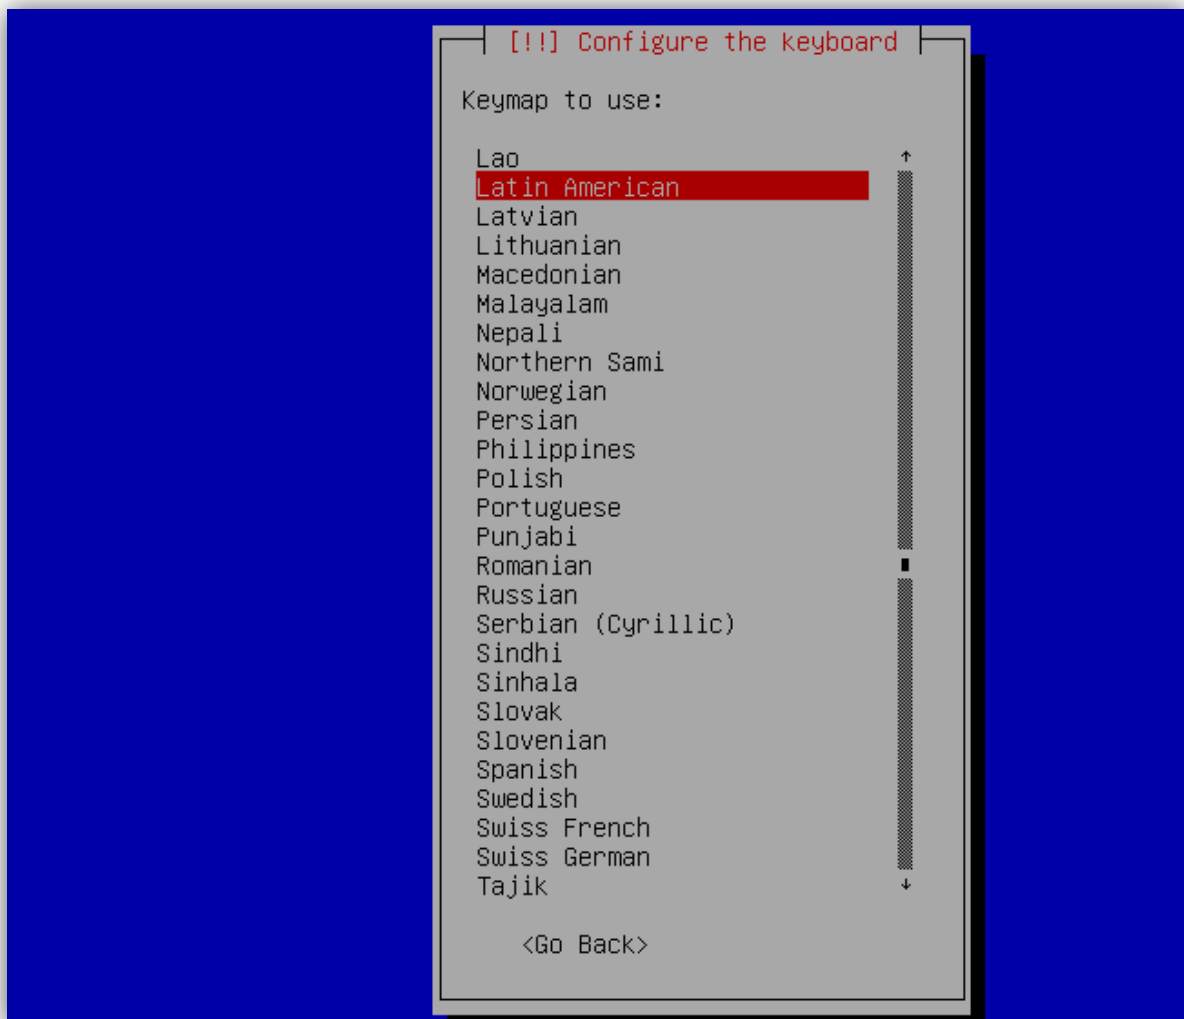 [!!] Configure the keyboard
Keymap to use:
Lao
Latin American
Latvian
Lithuanian
Macedonian
Malayalam
Nepali
Northern Sami
Norwegian
Persian
Philippines
Polish
Portuguese
Punjabi
Romanian
Russian
Serbian (Cyrillic)
Sindhi
Sinhala
Slovak
Slovenian
Spanish
Swedish
Swiss French
Swiss German
Tajik
<Go Back>